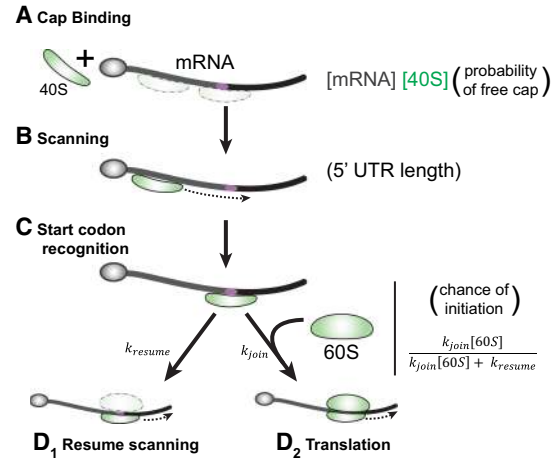 A Cap Binding
+
40S
mRNA
[mRNA] [40S] (probability of free cap)
B Scanning
(5' UTR length)
C Start codon
recognition
k_resume
k_join
60S
(chance of
initiation)
k_join[60S]
k_join[60S] + k_resume
D1 Resume scanning
D2 Translation